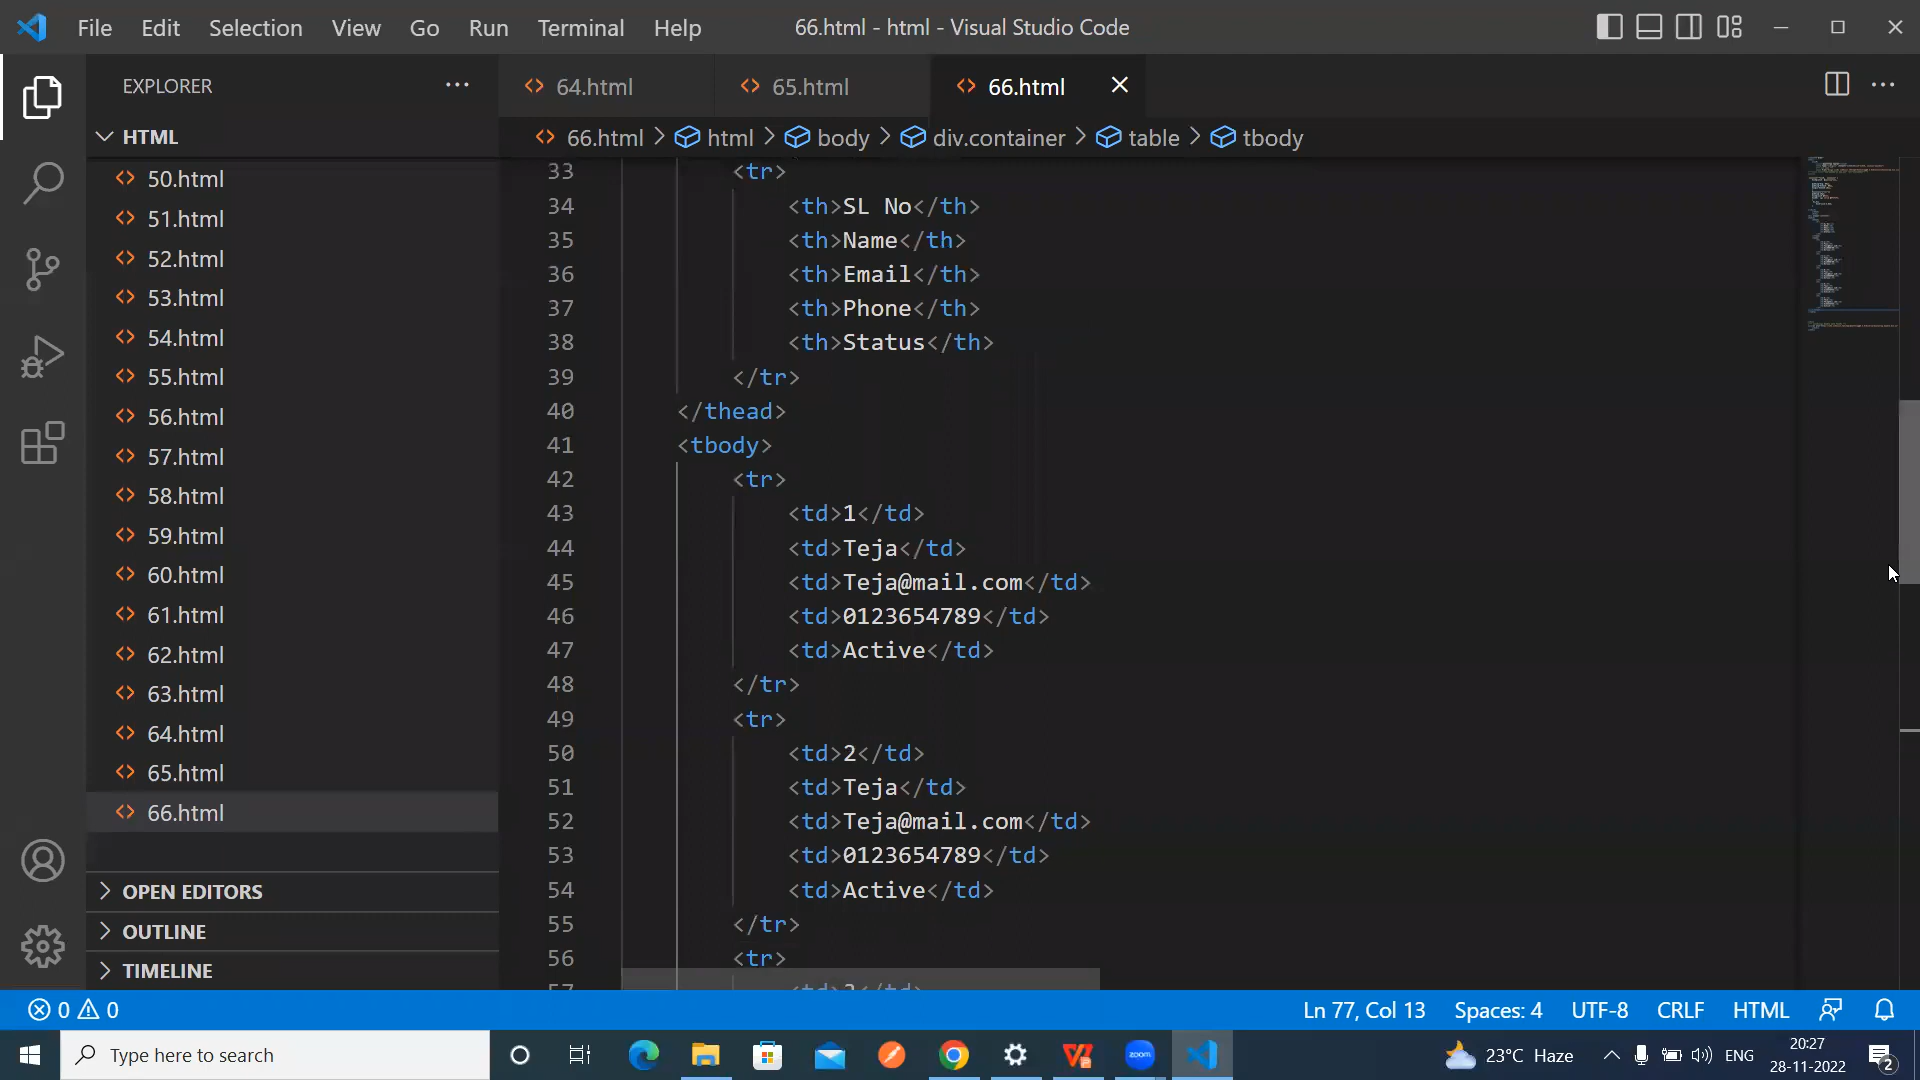 File Edit Selection View Go Run Terminal Help
66.html - html - Visual Studio Code
EXPLORER
64.html
65.html
66.html
HTML
66.html > html > body > div.container > table > tbody
50.html
51.html
52.html
53.html
54.html
55.html
56.html
57.html
58.html
59.html
60.html
61.html
62.html
63.html
64.html
65.html
66.html
OPEN EDITORS
OUTLINE
TIMELINE
33 <tr>
34 <th>SL No</th>
35 <th>Name</th>
36 <th>Email</th>
37 <th>Phone</th>
38 <th>Status</th>
39 </tr>
40 </thead>
41 <tbody>
42 <tr>
43 <td>1</td>
44 <td>Teja</td>
45 <td>Teja@mail.com</td>
46 <td>0123654789</td>
47 <td>Active</td>
48 </tr>
49 <tr>
50 <td>2</td>
51 <td>Teja</td>
52 <td>Teja@mail.com</td>
53 <td>0123654789</td>
54 <td>Active</td>
55 </tr>
56 <tr>
0 0
Ln 77, Col 13 Spaces: 4 UTF-8 CRLF HTML
Type here to search
zoom
23°C Haze
ENG
20:27
28-11-2022
2